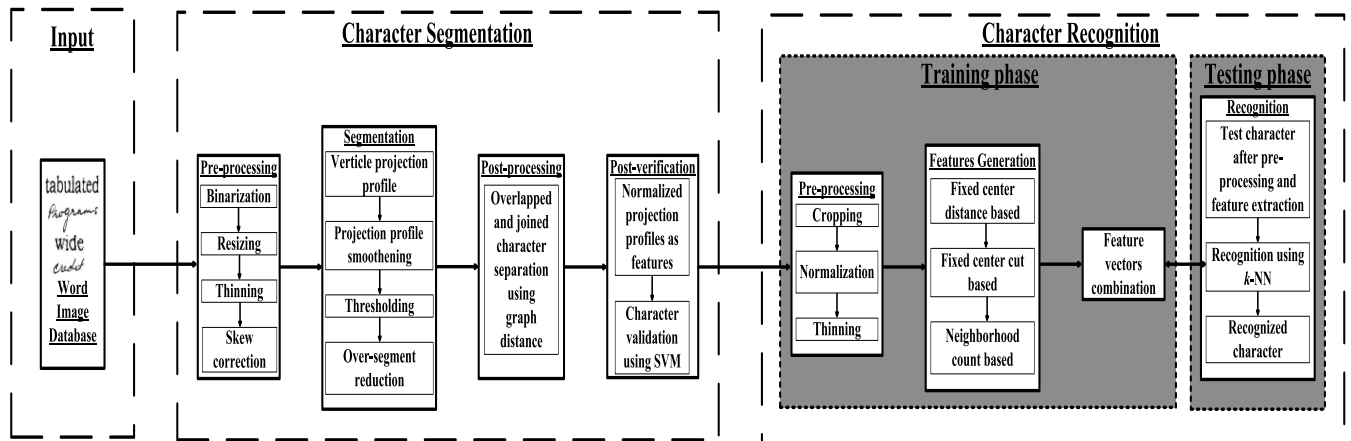 Input
tabulated
Programs
wide
credit
Word
Image
Database
Character Segmentation
Pre-processing
Binarization
Resizing
Thinning
Skew
correction
Segmentation
Verticle projection
profile
Projection profile
smoothening
Thresholding
Over-segment
reduction
Post-processing
Overlapped
and joined
character
separation
using
graph
distance
Post-verification
Normalized
projection
profiles as
features
Character
validation
using SVM
Character Recognition
Training phase
Pre-processing
Cropping
Normalization
Thinning
Features Generation
Fixed center
distance based
Fixed center cut
based
Neighborhood
count based
Feature
vectors
combination
Testing phase
Recognition
Test character
after pre-
processing and
feature extraction
Recognition using
k-NN
Recognized
character